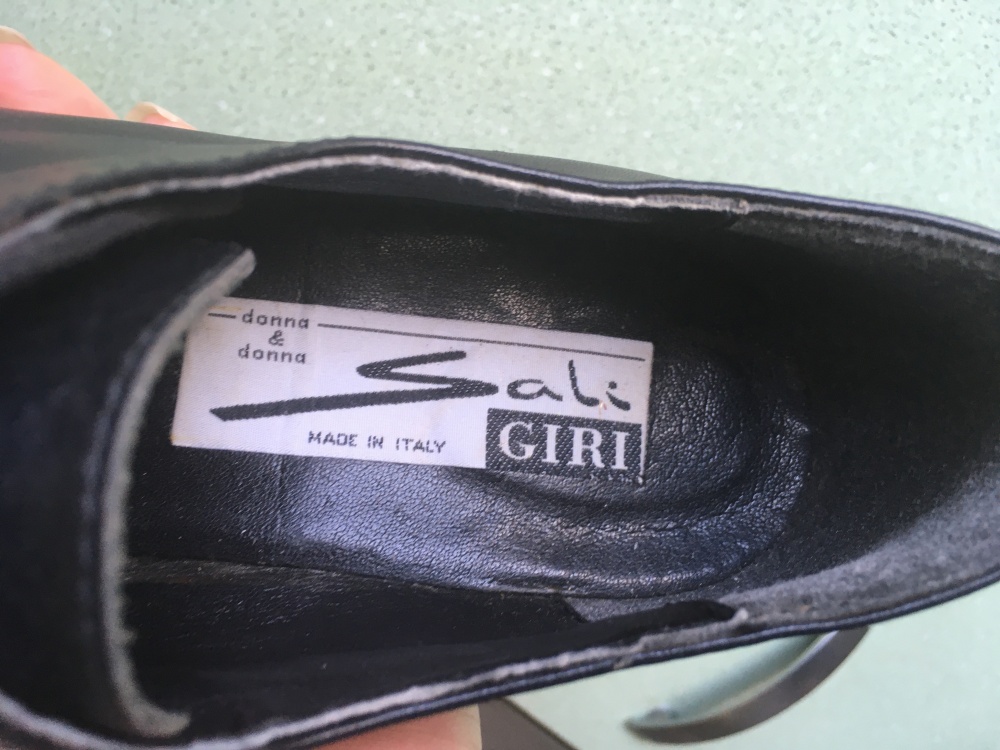 donna
&
donna
Sali
GIRI
MADE IN ITALY